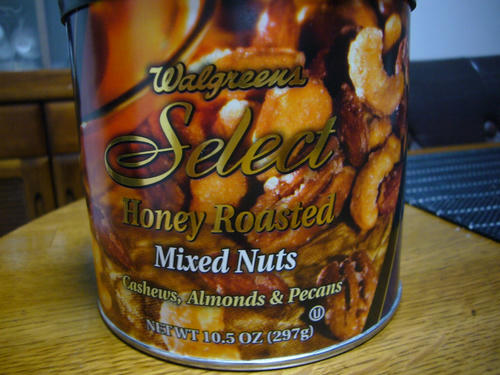 Walgreens
Select
Honey Roasted
Mixed Nuts
Cashews, Almonds & Pecans
U
NET WT 10.5 OZ (297g)